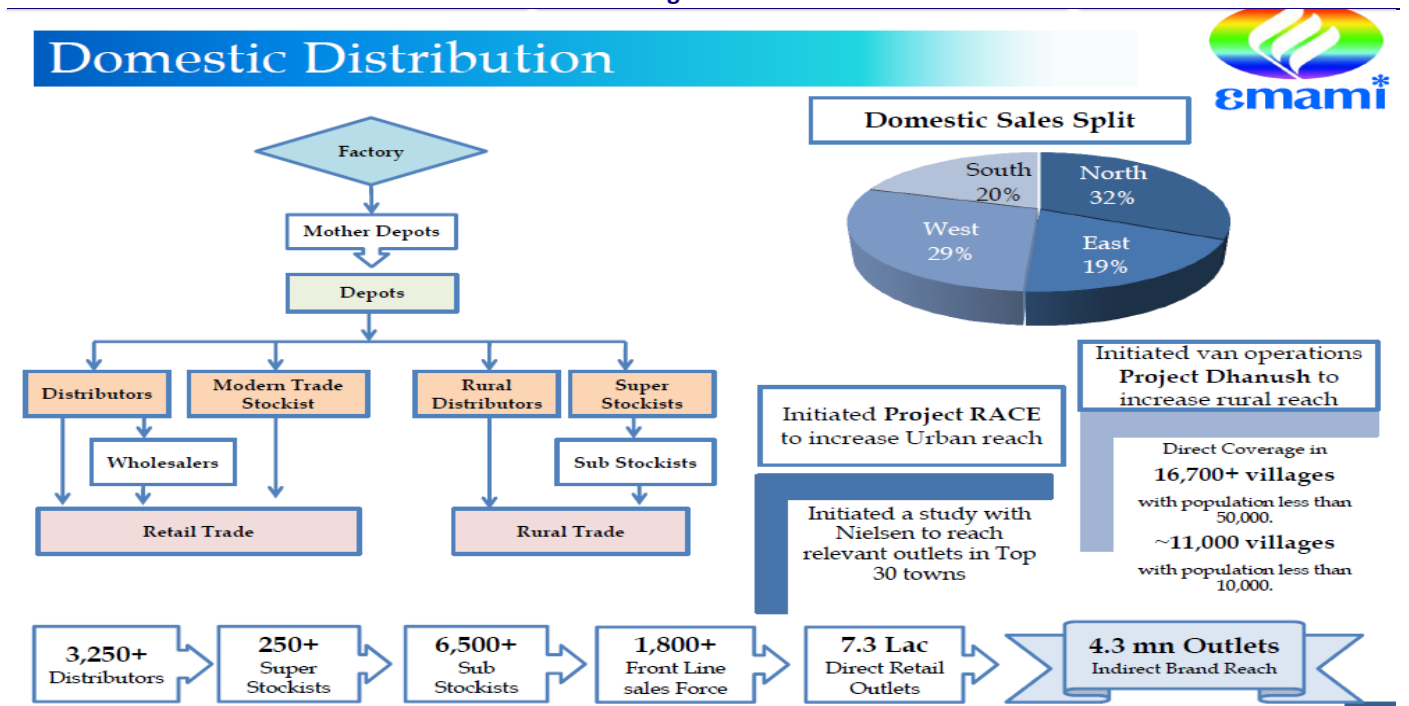 Domestic Distribution
εmami*
Factory
Mother Depots
Depots
Distributors
Modern Trade
Stockist
Rural
Distributors
Super
Stockists
Wholesalers
Sub Stockists
Retail Trade
Rural Trade
Domestic Sales Split
South
20%
North
32%
West
29%
East
19%
Initiated Project RACE
to increase Urban reach
Initiated a study with
Nielsen to reach
relevant outlets in Top
30 towns
Initiated van operations
Project Dhanush to
increase rural reach
Direct Coverage in
16,700+ villages
with population less than
50,000.
~11,000 villages
with population less than
10,000.
3,250+
Distributors
250+
Super
Stockists
6,500+
Sub
Stockists
1,800+
Front Line
sales Force
7.3 Lac
Direct Retail
Outlets
4.3 mn Outlets
Indirect Brand Reach